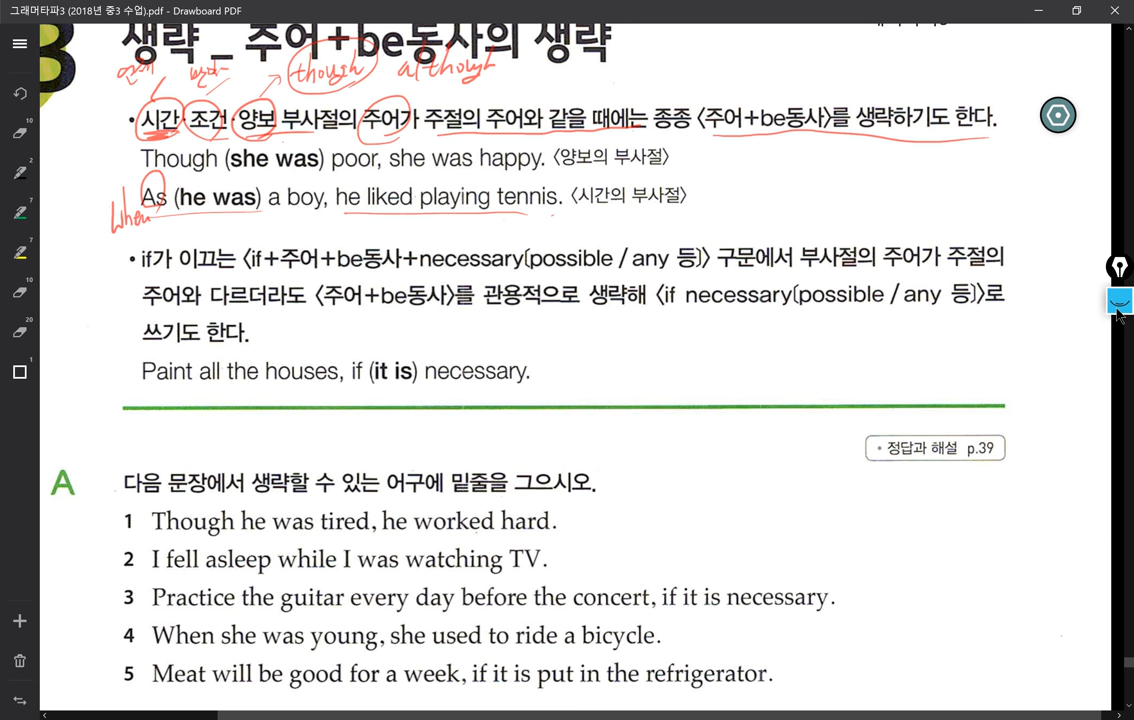 그래머타파3 (2018년 중3 수업).pdf - Drawboard PDF
생략 _ 주어+be동사의 생략
though although
• 시간·조건·양보 부사절의 주어가 주절의 주어와 같을 때에는 종종 〈주어+be동사〉를 생략하기도 한다.
Though (she was) poor, she was happy. 〈양보의 부사절〉
As (he was) a boy, he liked playing tennis. 〈시간의 부사절〉
When
• if가 이끄는 〈if+주어+be동사+necessary(possible / any 등)〉 구문에서 부사절의 주어가 주절의
주어와 다르더라도 〈주어+be동사〉를 관용적으로 생략해 〈if necessary(possible / any 등)〉로
쓰기도 한다.
Paint all the houses, if (it is) necessary.
• 정답과 해설 p.39
A 다음 문장에서 생략할 수 있는 어구에 밑줄을 그으시오.
1 Though he was tired, he worked hard.
2 I fell asleep while I was watching TV.
3 Practice the guitar every day before the concert, if it is necessary.
4 When she was young, she used to ride a bicycle.
5 Meat will be good for a week, if it is put in the refrigerator.
10
2
7
7
10
20
1